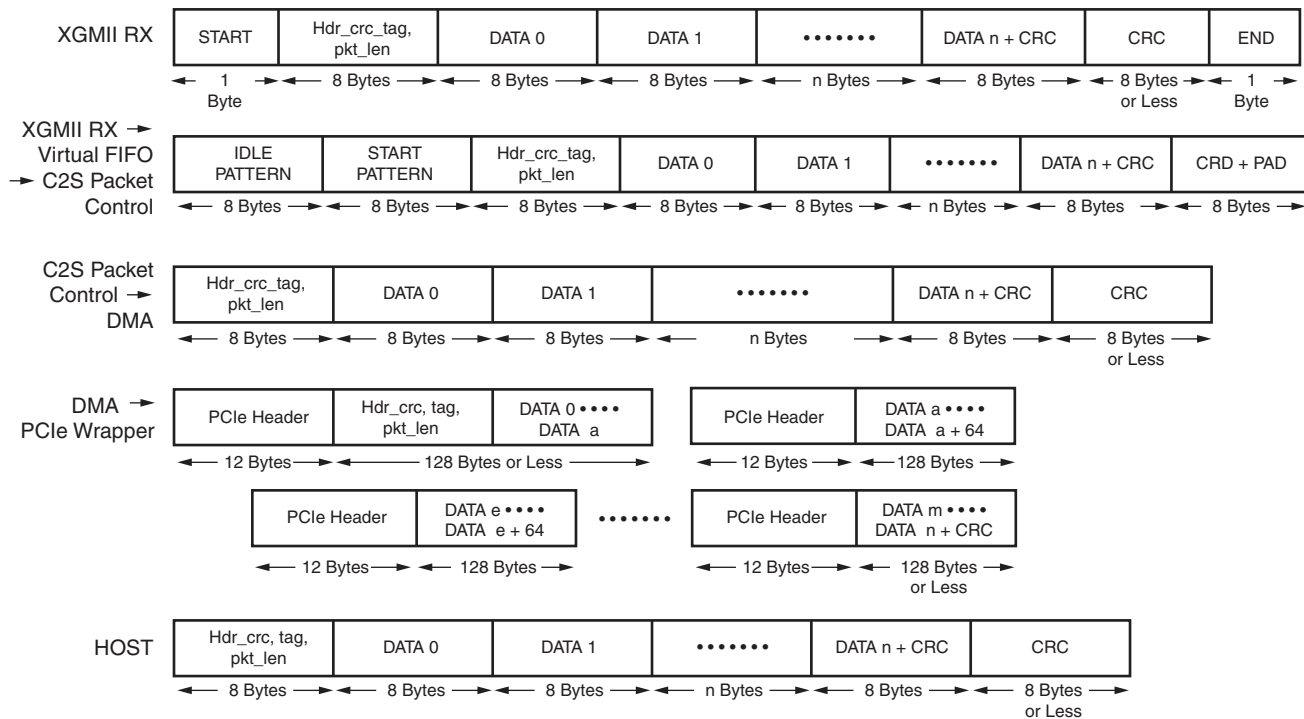 XGMII RX
START
Hdr_crc_tag,
pkt_len
DATA 0
DATA 1
•••••••
DATA n + CRC
CRC
END
1
Byte
8 Bytes
8 Bytes
8 Bytes
n Bytes
8 Bytes
8 Bytes
or Less
1
Byte
XGMII RX →
Virtual FIFO
→ C2S Packet
Control
IDLE
PATTERN
START
PATTERN
Hdr_crc_tag,
pkt_len
DATA 0
DATA 1
•••••••
DATA n + CRC
CRD + PAD
8 Bytes
8 Bytes
8 Bytes
8 Bytes
8 Bytes
n Bytes
8 Bytes
8 Bytes
C2S Packet
Control →
DMA
Hdr_crc_tag,
pkt_len
DATA 0
DATA 1
•••••••
DATA n + CRC
CRC
8 Bytes
8 Bytes
8 Bytes
n Bytes
8 Bytes
8 Bytes
or Less
DMA →
PCIe Wrapper
PCIe Header
Hdr_crc, tag,
pkt_len
DATA 0 ••••
DATA a
PCIe Header
DATA a ••••
DATA a + 64
12 Bytes
128 Bytes or Less
12 Bytes
128 Bytes
PCIe Header
DATA e ••••
DATA e + 64
•••••••
PCIe Header
DATA m ••••
DATA n + CRC
12 Bytes
128 Bytes
12 Bytes
128 Bytes
or Less
HOST
Hdr_crc, tag,
pkt_len
DATA 0
DATA 1
•••••••
DATA n + CRC
CRC
8 Bytes
8 Bytes
8 Bytes
n Bytes
8 Bytes
8 Bytes
or Less